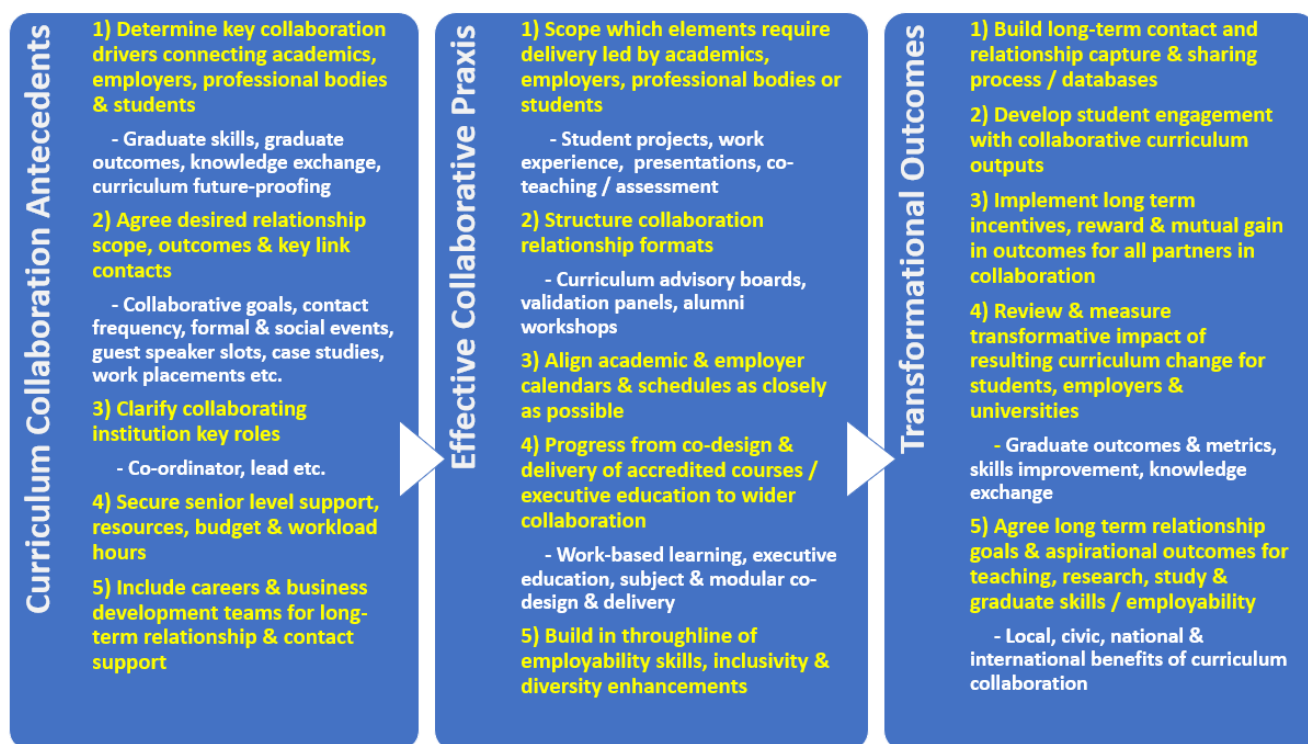 Curriculum Collaboration Antecedents
1) Determine key collaboration
drivers connecting academics,
employers, professional bodies
& students
- Graduate skills, graduate
outcomes, knowledge exchange,
curriculum future-proofing
2) Agree desired relationship
scope, outcomes & key link
contacts
- Collaborative goals, contact
frequency, formal & social events,
guest speaker slots, case studies,
work placements etc.
3) Clarify collaborating
institution key roles
- Co-ordinator, lead etc.
4) Secure senior level support,
resources, budget & workload
hours
5) Include careers & business
development teams for long-
term relationship & contact
support
Effective Collaborative Praxis
1) Scope which elements require
delivery led by academics,
employers, professional bodies or
students
- Student projects, work
experience, presentations, co-
teaching / assessment
2) Structure collaboration
relationship formats
- Curriculum advisory boards,
validation panels, alumni
workshops
3) Align academic & employer
calendars & schedules as closely
as possible
4) Progress from co-design &
delivery of accredited courses /
executive education to wider
collaboration
- Work-based learning, executive
education, subject & modular co-
design & delivery
5) Build in throughline of
employability skills, inclusivity &
diversity enhancements
Transformational Outcomes
1) Build long-term contact and
relationship capture & sharing
process / databases
2) Develop student engagement
with collaborative curriculum
outputs
3) Implement long term
incentives, reward & mutual gain
in outcomes for all partners in
collaboration
4) Review & measure
transformative impact of
resulting curriculum change for
students, employers &
universities
- Graduate outcomes & metrics,
skills improvement, knowledge
exchange
5) Agree long term relationship
goals & aspirational outcomes for
teaching, research, study &
graduate skills / employability
- Local, civic, national &
international benefits of curriculum
collaboration